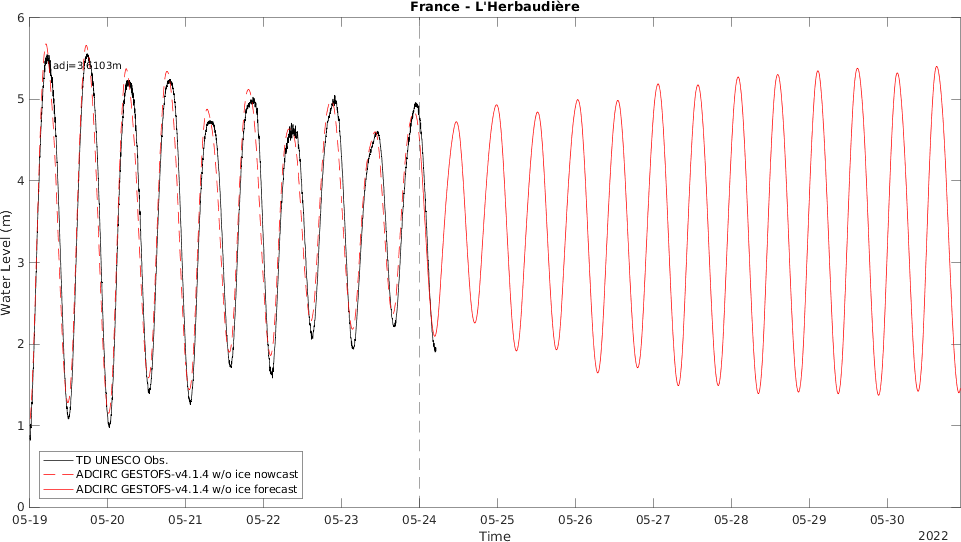 France - L'Herbaudière
6
adj=3.6103m
5
4
3
2
1
0
Water Level (m)
TD UNESCO Obs.
ADCIRC GESTOFS-v4.1.4 w/o ice nowcast
ADCIRC GESTOFS-v4.1.4 w/o ice forecast
05-19 05-20 05-21 05-22 05-23 05-24 05-25 05-26 05-27 05-28 05-29 05-30
Time
2022